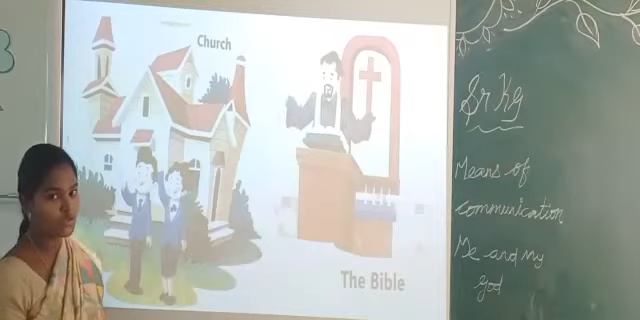 Church
The Bible
Sr Kg
Means of
communication
Me and my
God